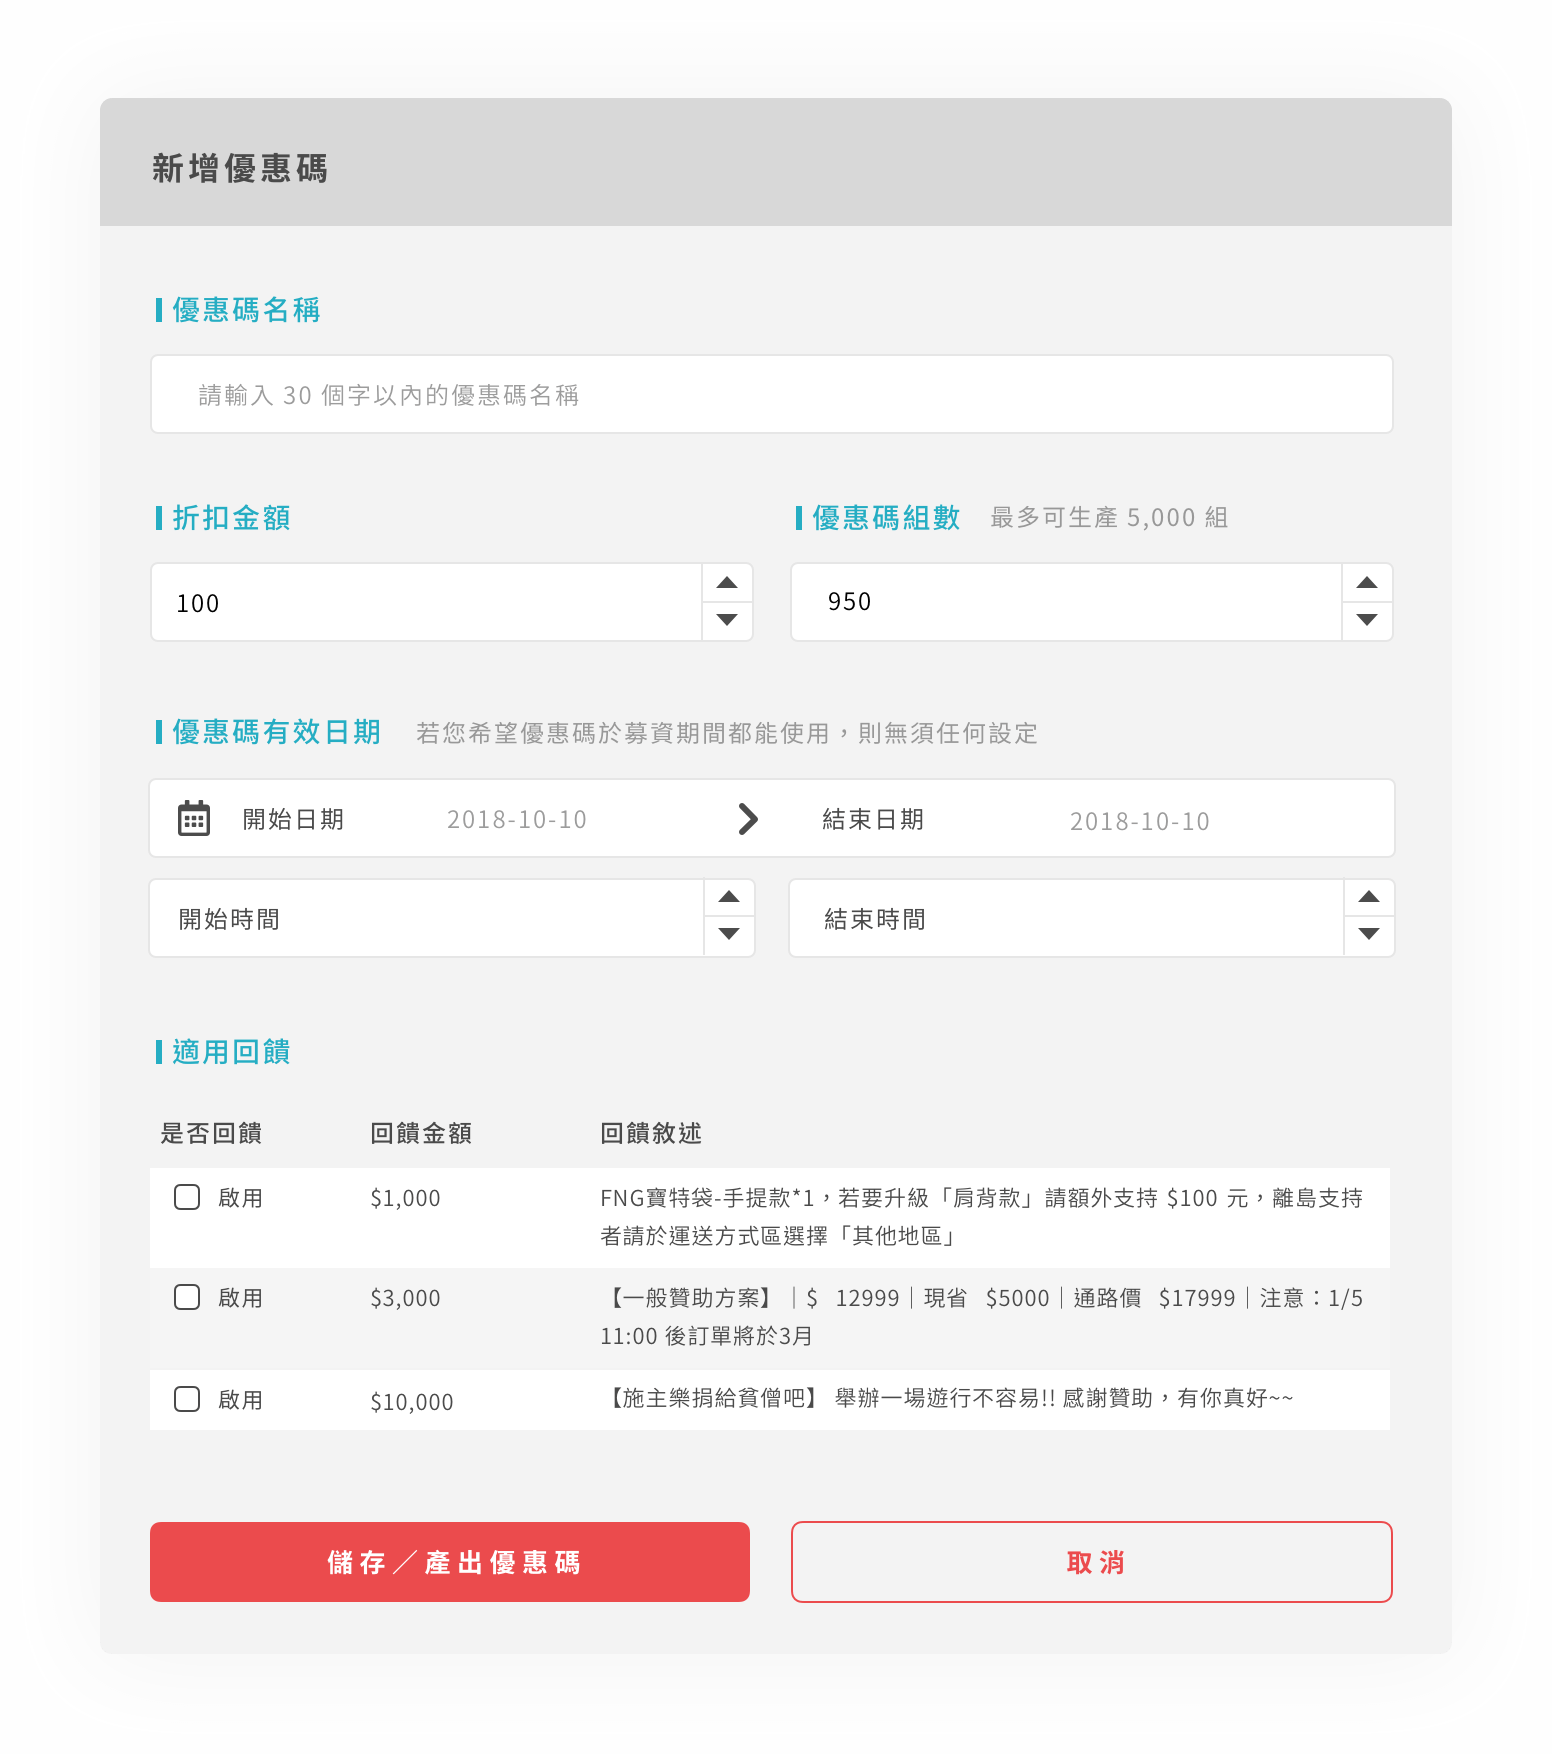 新增優惠碼
優惠碼名稱
請輸入 30 個字以內的優惠碼名稱
折扣金額
優惠碼組數 最多可生產 5,000 組
100
950
優惠碼有效日期 若您希望優惠碼於募資期間都能使用，則無須任何設定
開始日期 2018-10-10 結束日期 2018-10-10
開始時間
結束時間
適用回饋
是否回饋 回饋金額 回饋敘述
啟用 $1,000 FNG寶特袋-手提款*1，若要升級「肩背款」請額外支持 $100 元，離島支持
者請於運送方式區選擇「其他地區」
啟用 $3,000 【一般贊助方案】｜$ 12999｜現省 $5000｜通路價 $17999｜注意：1/5
11:00 後訂單將於3月
啟用 $10,000 【施主樂捐給貧僧吧】 舉辦一場遊行不容易!! 感謝贊助，有你真好~~
儲存／產出優惠碼
取消